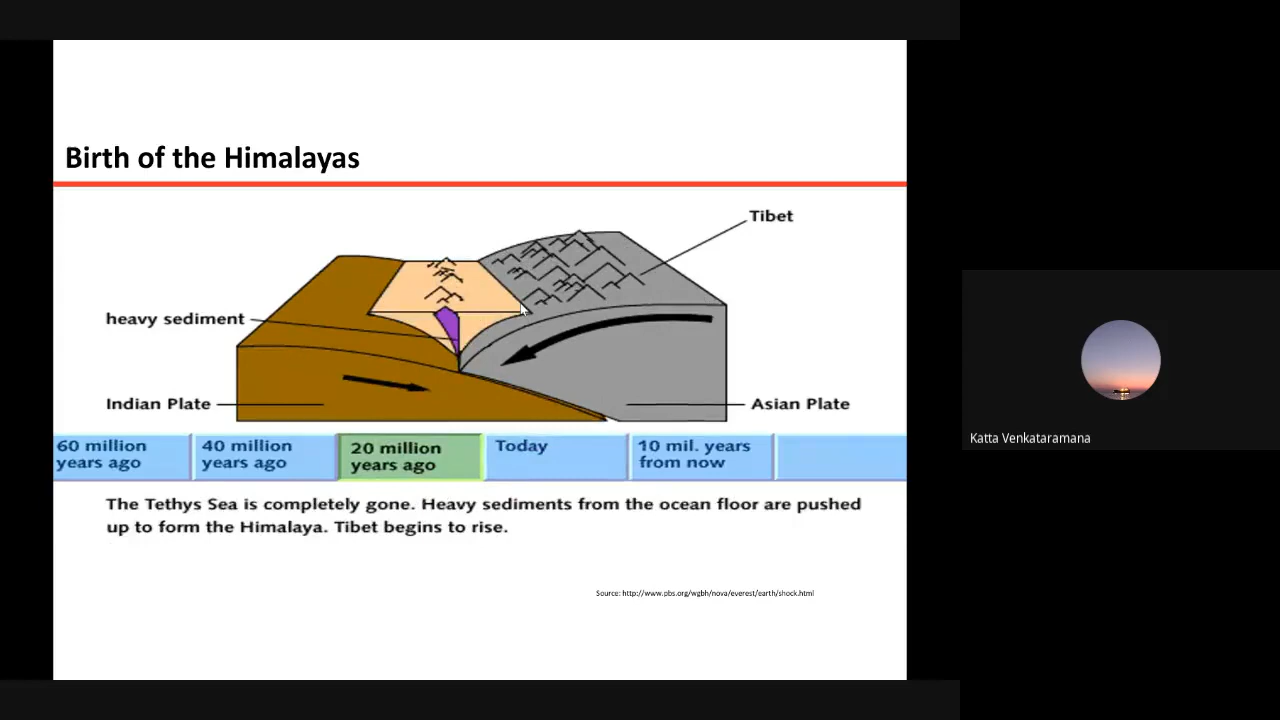 Birth of the Himalayas
Tibet
heavy sediment
Indian Plate
Asian Plate
60 million
years ago
40 million
years ago
20 million
years ago
Today
10 mil. years
from now
The Tethys Sea is completely gone. Heavy sediments from the ocean floor are pushed
up to form the Himalaya. Tibet begins to rise.
Source: http://www.pbs.org/wgbh/nova/everest/earth/shock.html
Katta Venkataramana